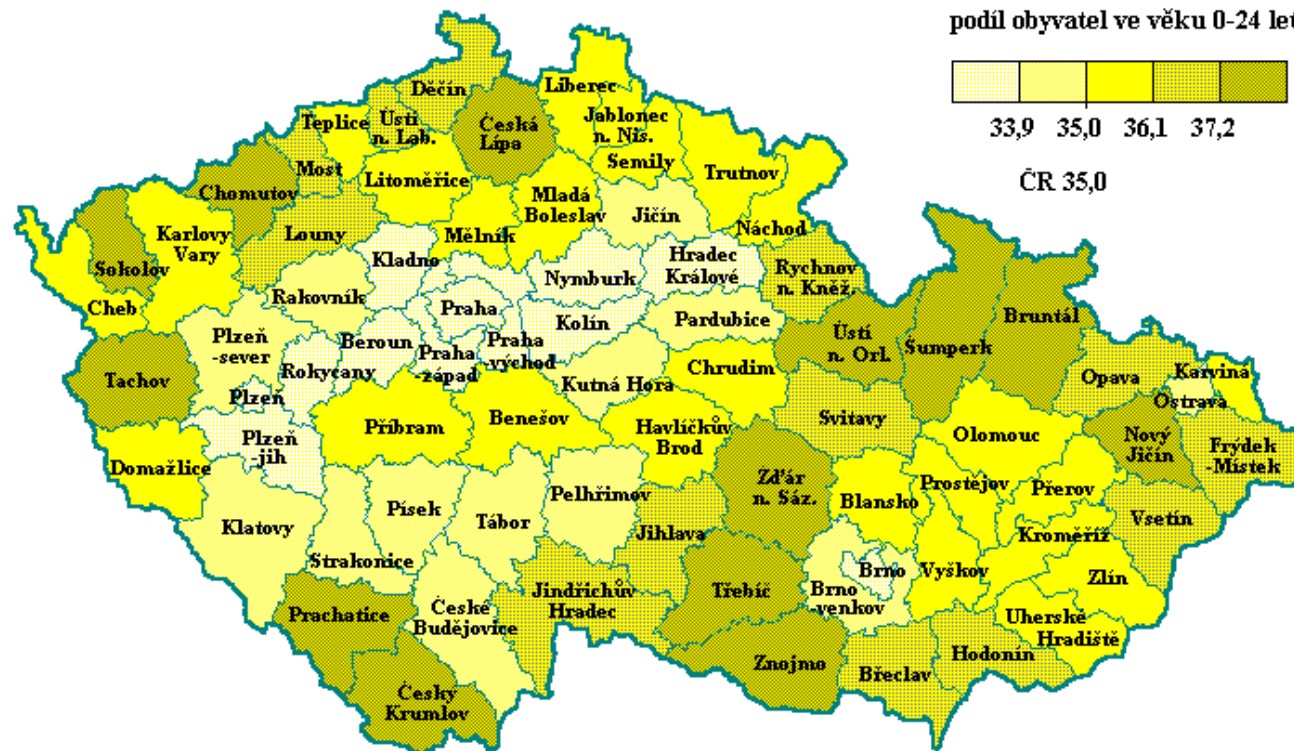 podíl obyvatel ve věku 0-24 let
33,9 35,0 36,1 37,2
ČR 35,0
Děčín
Liberec
Teplice
Ústí
n. Lab.
Česká
Lípa
Jablonec
n. Nis.
Semily
Most
Chomutov
Litoměřice
Trutnov
Mladá
Boleslav
Jičín
Náchod
Karlovy
Vary
Louny
Mělník
Sokolov
Kladno
Hradec
Králové
Nymburk
Rychnov
n. Kněž.
Cheb
Rakovník
Praha
Kolín
Pardubice
Bruntál
Plzeň
-sever
Beroun
Praha
-západ
Praha
-východ
Ústí
n. Orl.
Šumperk
Tachov
Rokycany
Kutná Hora
Chrudim
Opava
Karviná
Ostrava
Plzeň
Příbram
Benešov
Havlíčkův
Brod
Svitavy
Olomouc
Nový
Jičín
Frýdek
-Místek
Plzeň
-jih
Domažlice
Žďár
n. Sáz.
Pelhřimov
Blansko
Prostějov
Přerov
Klatovy
Písek
Tábor
Vsetín
Jihlava
Kroměříž
Strakonice
Brno
Vyškov
Zlín
Brno
-venkov
Třebíč
Jindřichův
Hradec
Prachatice
České
Budějovice
Uherské
Hradiště
Hodonín
Znojmo
Břeclav
Český
Krumlov